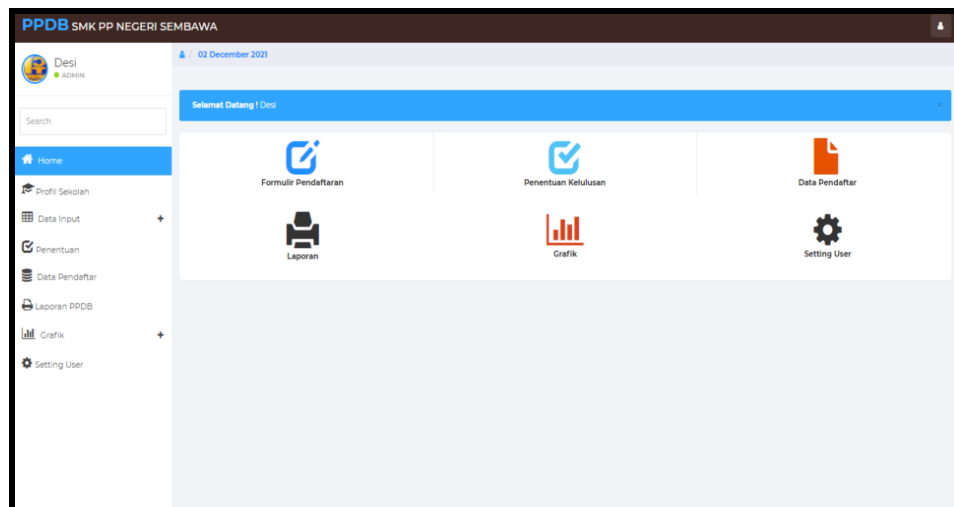 PPDB SMK PP NEGERI SEMBAWA
Desi
ADMIN
Search
Home
Profil Sekolah
Data Input +
Penentuan
Data Pendaftar
Laporan PPDB
Grafik +
Setting User
/ 02 December 2021
Selamat Datang ! Desi ×
Formulir Pendaftaran
Penentuan Kelulusan
Data Pendaftar
Laporan
Grafik
Setting User